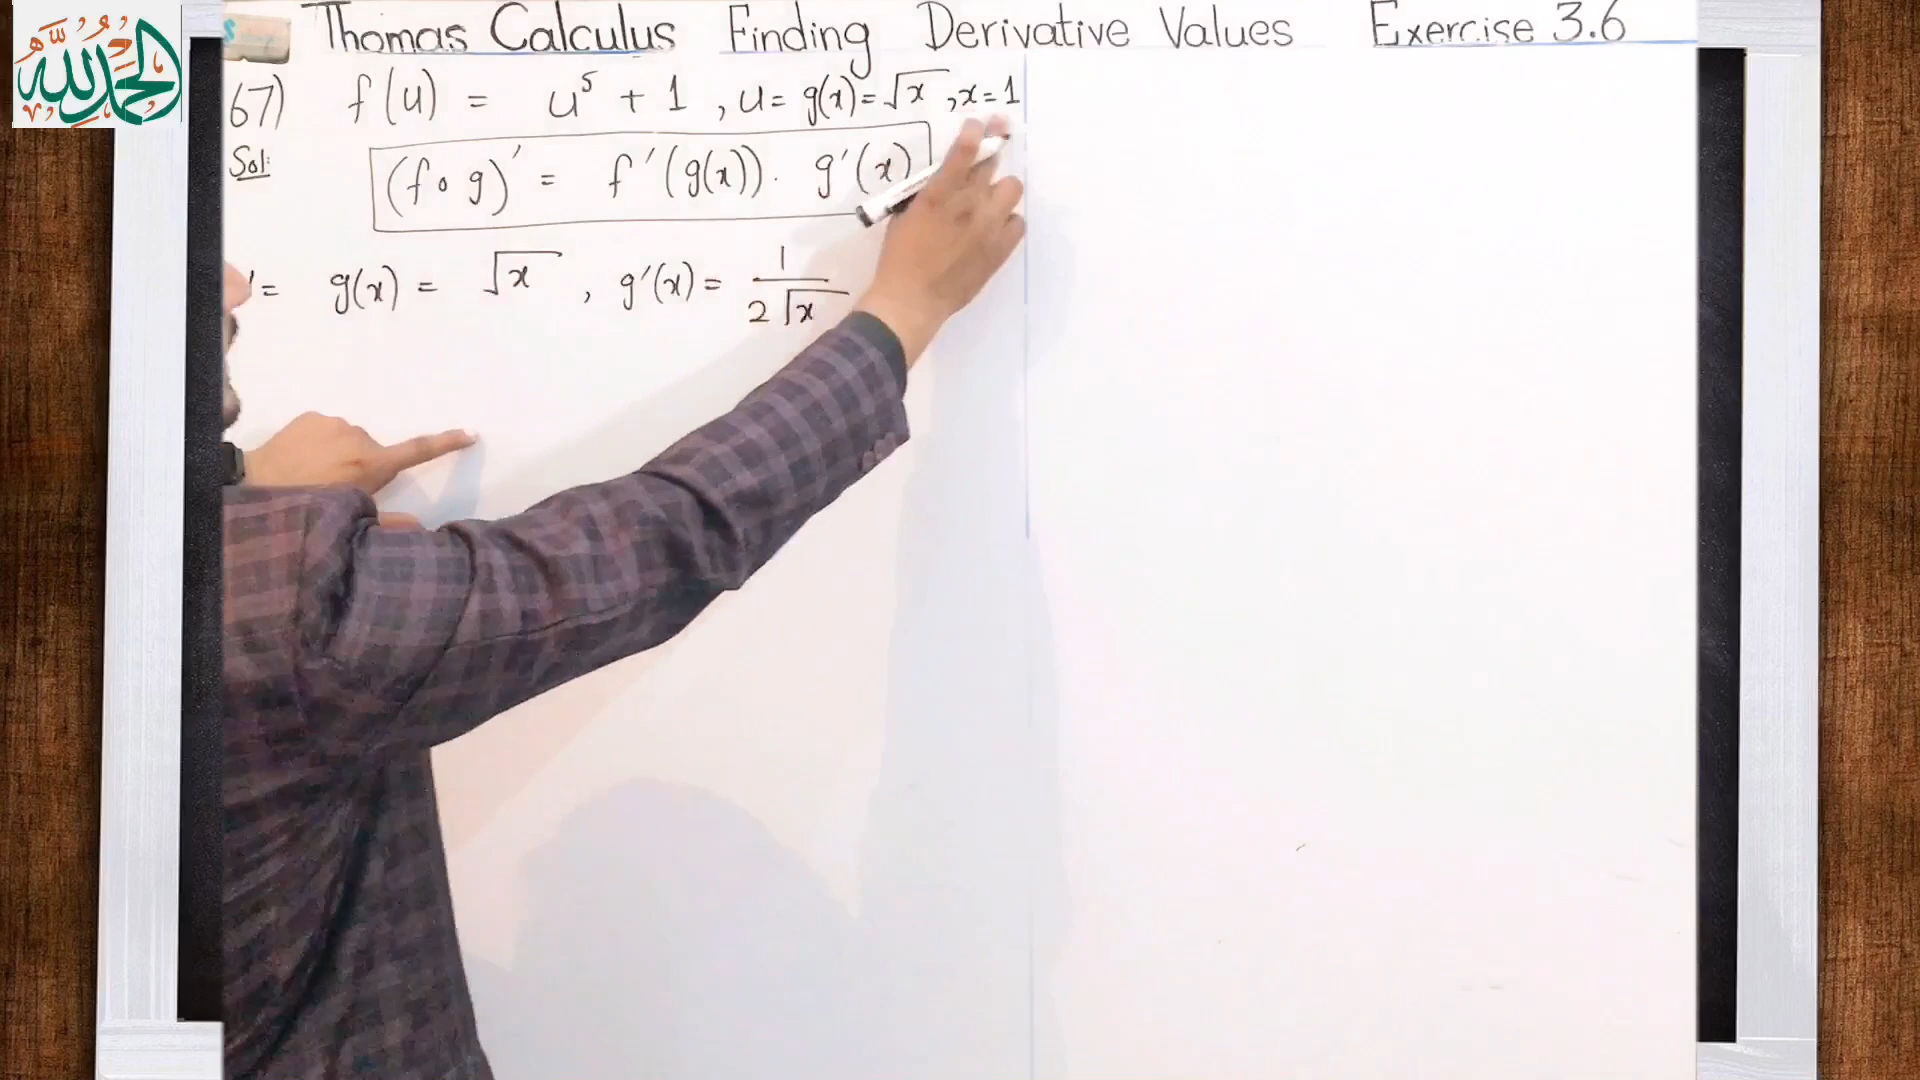 الحمد لله
Thomas Calculus Finding Derivative Values Exercise 3.6
67) f(u) = u⁵ + 1 , u = g(x) = √x , x = 1
Sol:
(f∘g)′ = f′(g(x)) . g′(x)
= g(x) = √x , g′(x) = 1/(2√x)